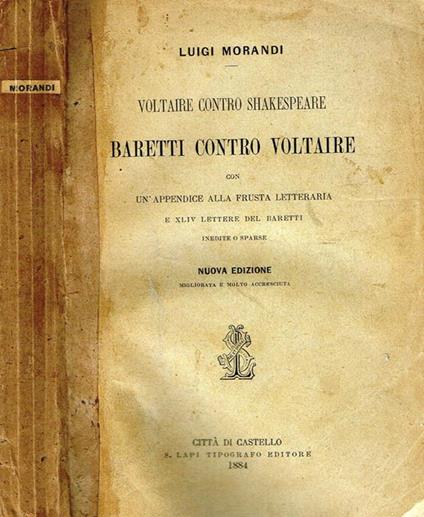 MORANDI
LUIGI MORANDI
VOLTAIRE CONTRO SHAKESPEARE
BARETTI CONTRO VOLTAIRE
CON
UN' APPENDICE ALLA FRUSTA LETTERARIA
E XLIV LETTERE DEL BARETTI
INEDITE O SPARSE
NUOVA EDIZIONE
MIGLIORATA E MOLTO ACCRESCIUTA
CITTÀ DI CASTELLO
S. LAPI TIPOGRAFO EDITORE
1884